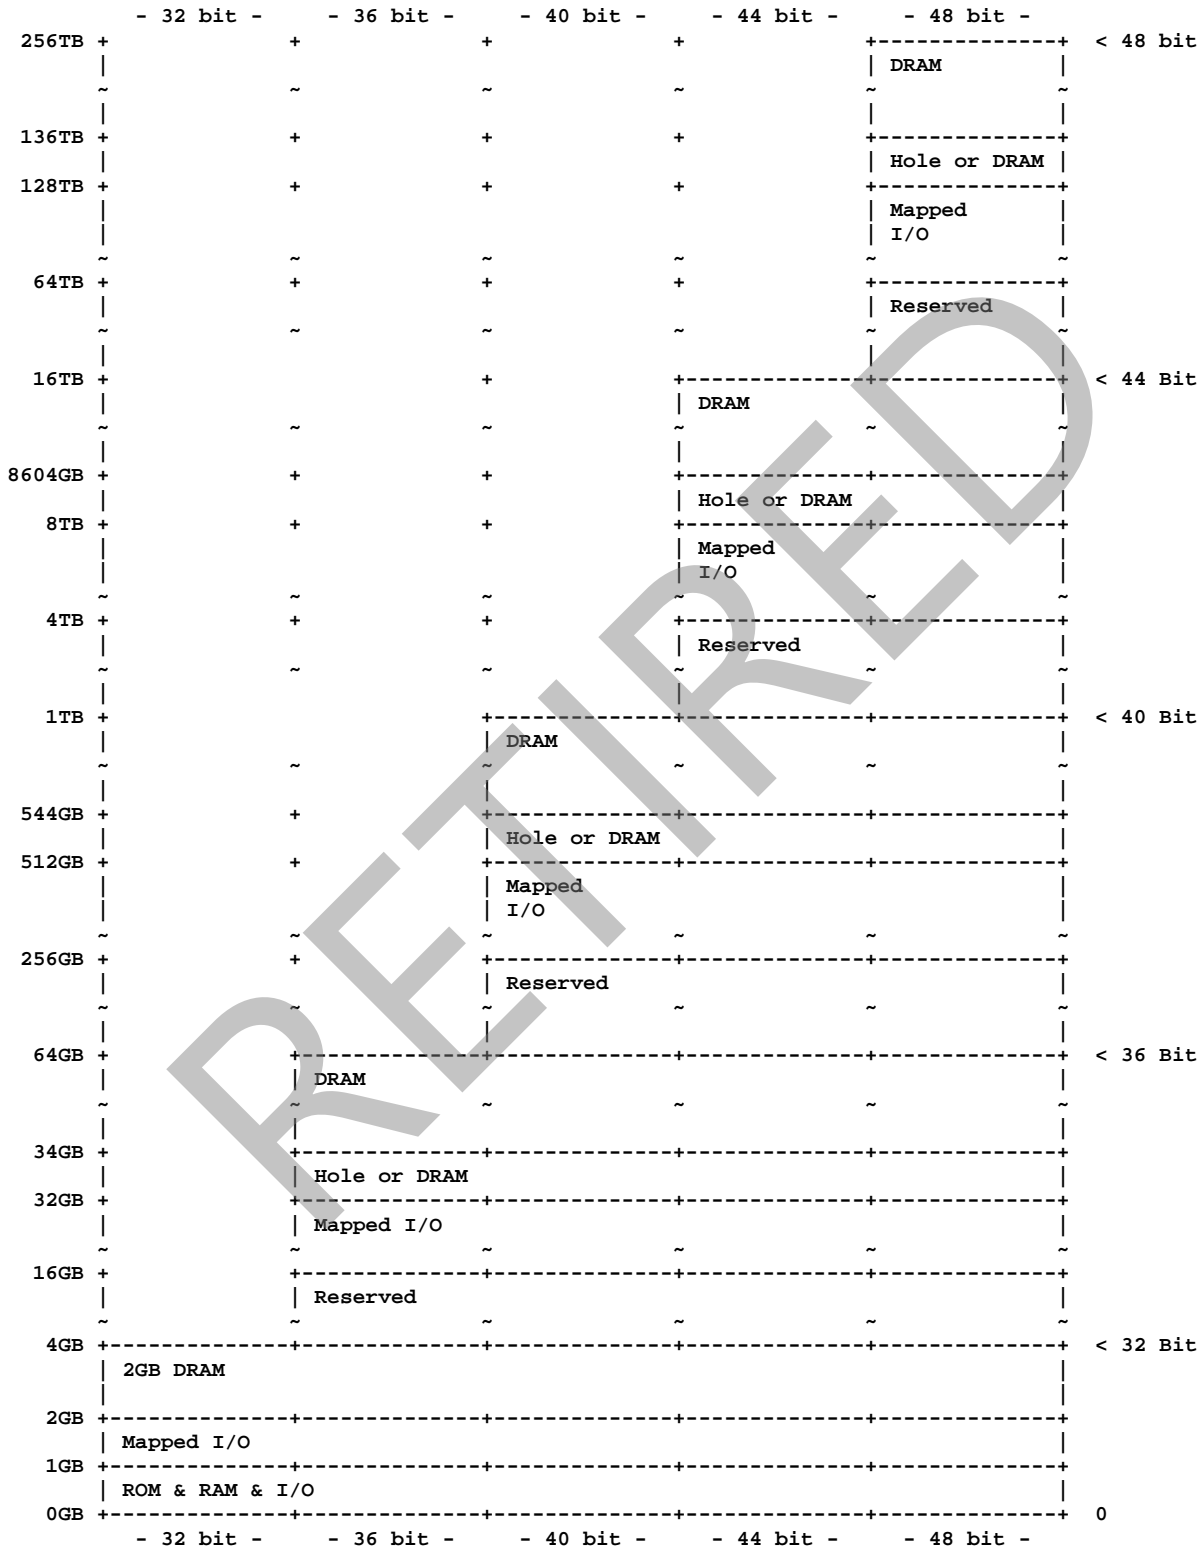 - 32 bit - - 36 bit - - 40 bit - - 44 bit - - 48 bit -
256TB + + + + +---------------+ < 48 bit
| | DRAM |
~ ~ ~ ~ ~ ~
| | |
136TB + + + + +---------------+
| | Hole or DRAM |
128TB + + + + +---------------+
| | Mapped |
| | I/O |
~ ~ ~ ~ ~ ~
64TB + + + + +---------------+
| | Reserved |
~ ~ ~ ~ ~ ~
| | |
16TB + + +---------------+---------------+ < 44 Bit
| | DRAM |
~ ~ ~ ~ ~ ~
| | |
8604GB + + + +---------------+---------------+
| | Hole or DRAM |
8TB + + + +---------------+---------------+
| | Mapped |
| | I/O |
~ ~ ~ ~ ~ ~
4TB + + + +---------------+---------------+
| | Reserved |
~ ~ ~ ~ ~ ~
| | |
1TB + +---------------+---------------+---------------+ < 40 Bit
| | DRAM |
~ ~ ~ ~ ~ ~
| | |
544GB + + +---------------+---------------+---------------+
| | Hole or DRAM |
512GB + + +---------------+---------------+---------------+
| | Mapped |
| | I/O |
~ ~ ~ ~ ~ ~
256GB + + +---------------+---------------+---------------+
| | Reserved |
~ ~ ~ ~ ~ ~
| | |
64GB + +---------------+---------------+---------------+---------------+ < 36 Bit
| | DRAM |
~ ~ ~ ~ ~ ~
| | |
34GB + +---------------+---------------+---------------+---------------+
| | Hole or DRAM |
32GB + +---------------+---------------+---------------+---------------+
| | Mapped I/O |
~ ~ ~ ~ ~ ~
16GB + +---------------+---------------+---------------+---------------+
| | Reserved |
~ ~ ~ ~ ~ ~
4GB +---------------+---------------+---------------+---------------+---------------+ < 32 Bit
| 2GB DRAM |
| |
2GB +---------------+---------------+---------------+---------------+---------------+
| Mapped I/O |
1GB +---------------+---------------+---------------+---------------+---------------+
| ROM & RAM & I/O |
0GB +---------------+---------------+---------------+---------------+---------------+ 0
- 32 bit - - 36 bit - - 40 bit - - 44 bit - - 48 bit -
RETIRED